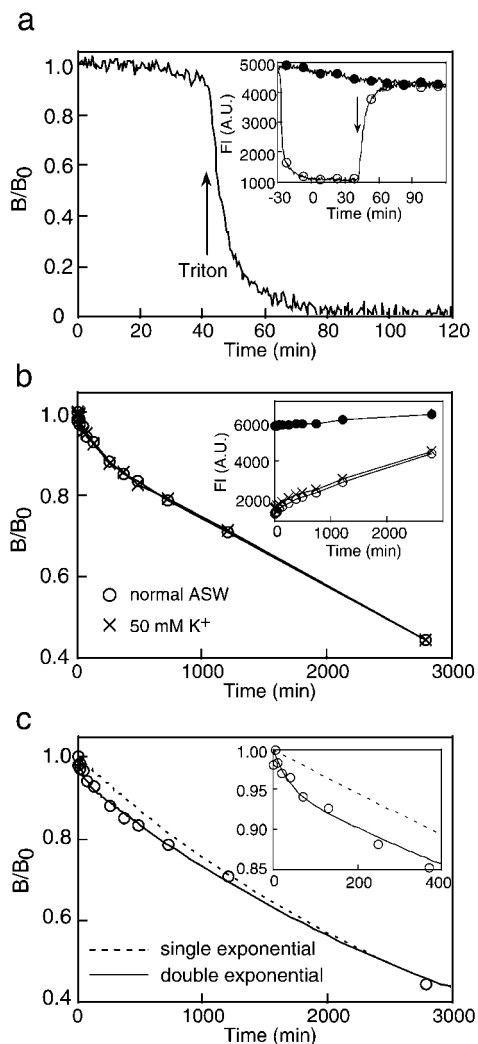 a
B/B0
1.0
0.8
0.6
0.4
0.2
0
0 20 40 60 80 100 120
Time (min)
Triton
FI (A.U.)
5000
4000
3000
2000
1000
-30 0 30 60 90
Time (min)
b
B/B0
1.0
0.8
0.6
0.4
0 1000 2000 3000
Time (min)
normal ASW
50 mM K+
FI (A.U.)
6000
4000
2000
0 1000 2000
Time (min)
c
B/B0
1.0
0.8
0.6
0.4
0 1000 2000 3000
Time (min)
single exponential
double exponential
1.00
0.95
0.90
0.85
0 200 400